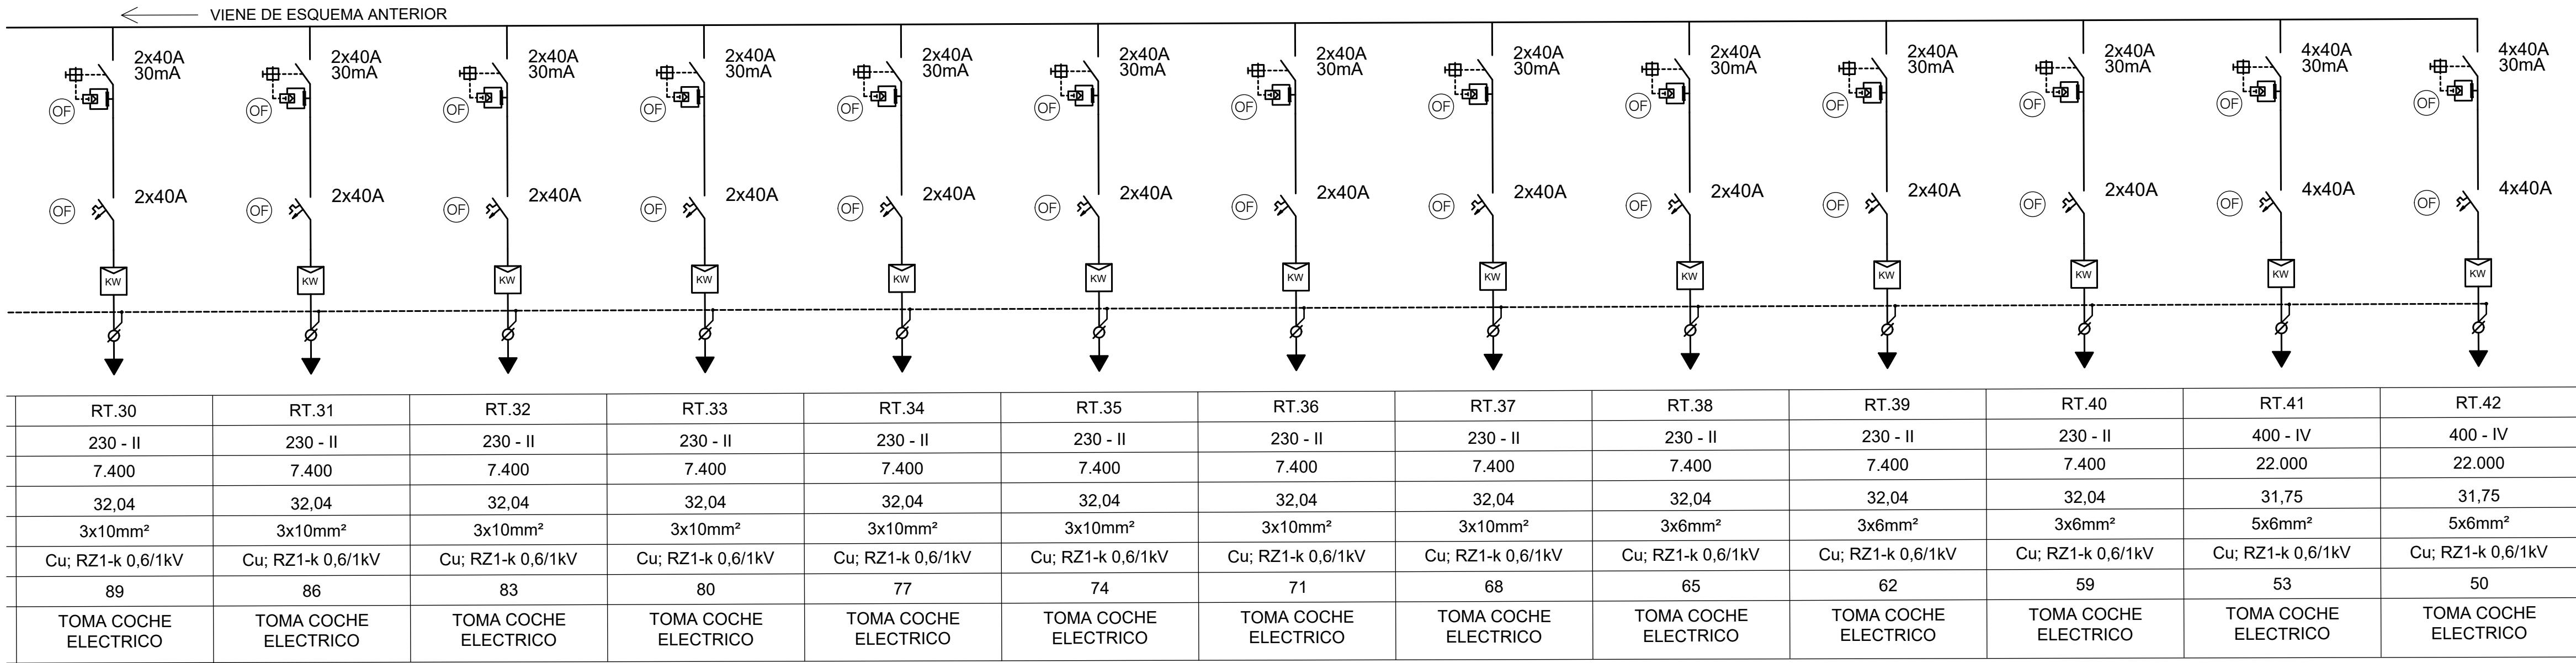 VIENE DE ESQUEMA ANTERIOR
2x40A 2x40A 2x40A 2x40A 2x40A 2x40A 2x40A 2x40A 2x40A 2x40A 2x40A 4x40A 4x40A
30mA 30mA 30mA 30mA 30mA 30mA 30mA 30mA 30mA 30mA 30mA 30mA 30mA
OF OF OF OF OF OF OF OF OF OF OF OF OF
OF 2x40A OF 2x40A OF 2x40A OF 2x40A OF 2x40A OF 2x40A OF 2x40A OF 2x40A OF 2x40A OF 2x40A OF 2x40A OF 4x40A OF 4x40A
KW KW KW KW KW KW KW KW KW KW KW KW KW
RT.30 RT.31 RT.32 RT.33 RT.34 RT.35 RT.36 RT.37 RT.38 RT.39 RT.40 RT.41 RT.42
230 - II 230 - II 230 - II 230 - II 230 - II 230 - II 230 - II 230 - II 230 - II 230 - II 230 - II 400 - IV 400 - IV
7.400 7.400 7.400 7.400 7.400 7.400 7.400 7.400 7.400 7.400 7.400 22.000 22.000
32,04 32,04 32,04 32,04 32,04 32,04 32,04 32,04 32,04 32,04 32,04 31,75 31,75
3x10mm² 3x10mm² 3x10mm² 3x10mm² 3x10mm² 3x10mm² 3x10mm² 3x10mm² 3x6mm² 3x6mm² 3x6mm² 5x6mm² 5x6mm²
Cu; RZ1-k 0,6/1kV Cu; RZ1-k 0,6/1kV Cu; RZ1-k 0,6/1kV Cu; RZ1-k 0,6/1kV Cu; RZ1-k 0,6/1kV Cu; RZ1-k 0,6/1kV Cu; RZ1-k 0,6/1kV Cu; RZ1-k 0,6/1kV Cu; RZ1-k 0,6/1kV Cu; RZ1-k 0,6/1kV Cu; RZ1-k 0,6/1kV Cu; RZ1-k 0,6/1kV Cu; RZ1-k 0,6/1kV
89 86 83 80 77 74 71 68 65 62 59 53 50
TOMA COCHE TOMA COCHE TOMA COCHE TOMA COCHE TOMA COCHE TOMA COCHE TOMA COCHE TOMA COCHE TOMA COCHE TOMA COCHE TOMA COCHE TOMA COCHE TOMA COCHE
ELECTRICO ELECTRICO ELECTRICO ELECTRICO ELECTRICO ELECTRICO ELECTRICO ELECTRICO ELECTRICO ELECTRICO ELECTRICO ELECTRICO ELECTRICO